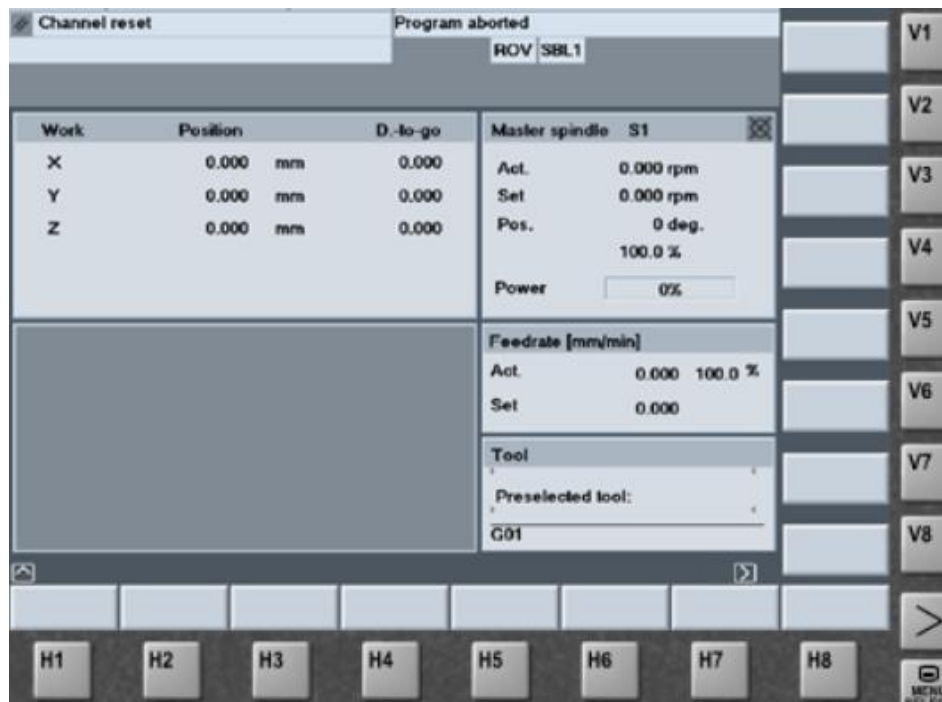 Channel reset
Program aborted
ROV SBL1
Work Position D.-to-go
X 0.000 mm 0.000
Y 0.000 mm 0.000
Z 0.000 mm 0.000
Master spindle S1
Act. 0.000 rpm
Set 0.000 rpm
Pos. 0 deg.
100.0 %
Power 0%
Feedrate [mm/min]
Act. 0.000 100.0 %
Set 0.000
Tool
Preselected tool:
G01
V1
V2
V3
V4
V5
V6
V7
V8
>
H1 H2 H3 H4 H5 H6 H7 H8
MENU